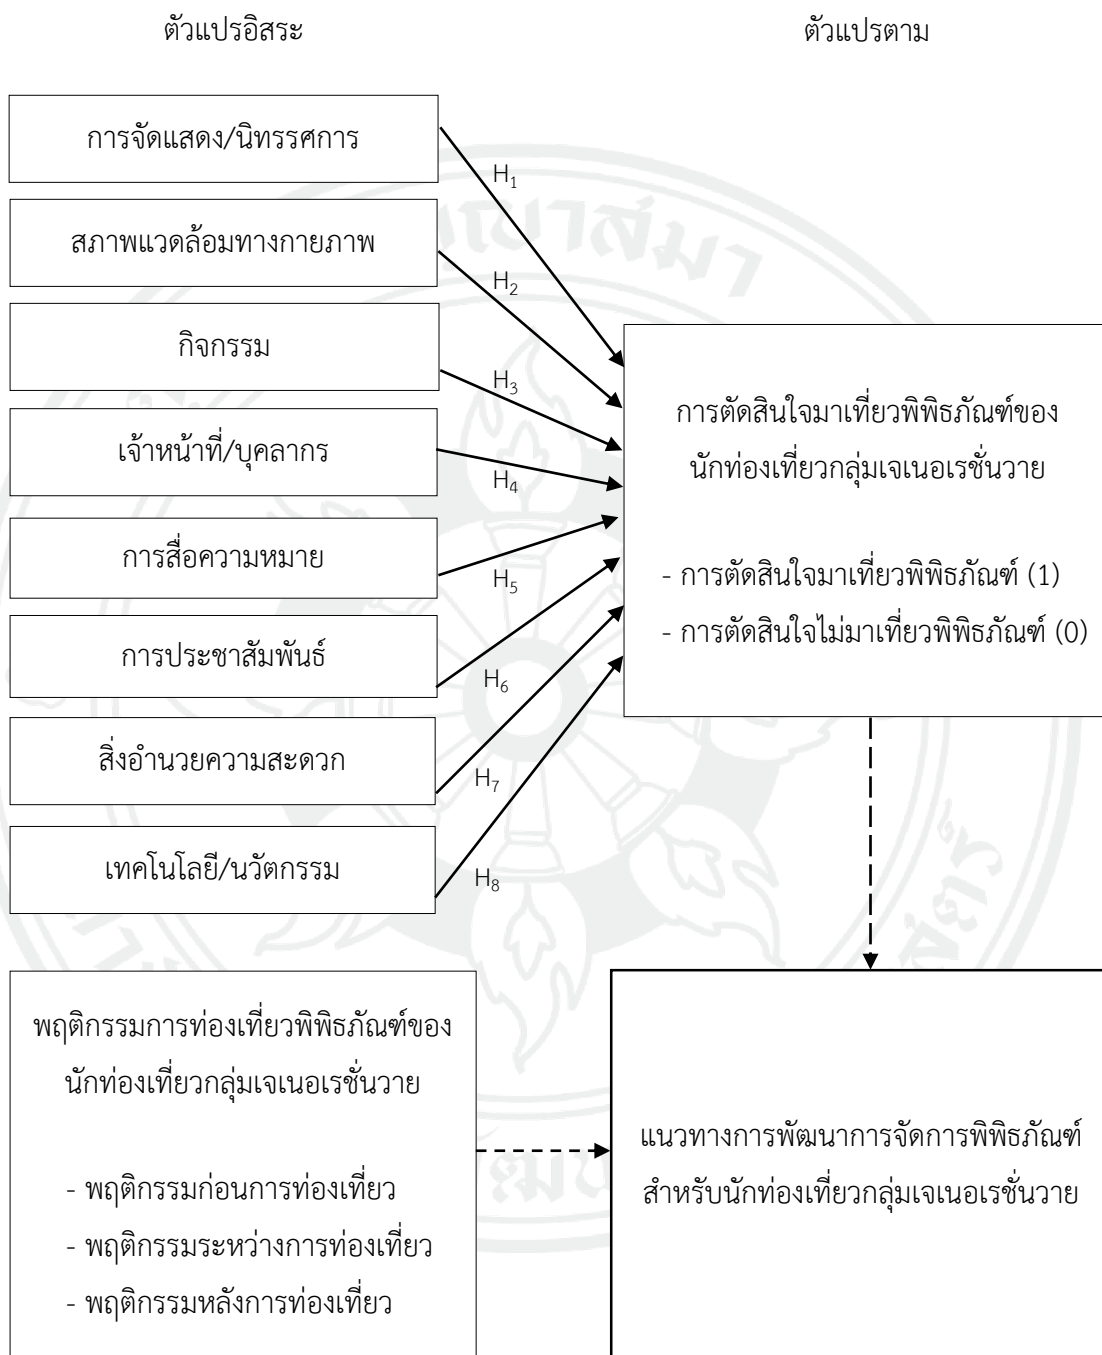 ตัวแปรอิสระ
ตัวแปรตาม
การจัดแสดง/นิทรรศการ
สภาพแวดล้อมทางกายภาพ
กิจกรรม
เจ้าหน้าที่/บุคลากร
การสื่อความหมาย
การประชาสัมพันธ์
สิ่งอำนวยความสะดวก
เทคโนโลยี/นวัตกรรม
H₁
H₂
H₃
H₄
H₅
H₆
H₇
H₈
การตัดสินใจมาเที่ยวพิพิธภัณฑ์ของ
นักท่องเที่ยวกลุ่มเจเนอเรชั่นวาย
- การตัดสินใจมาเที่ยวพิพิธภัณฑ์ (1)
- การตัดสินใจไม่มาเที่ยวพิพิธภัณฑ์ (0)
พฤติกรรมการท่องเที่ยวพิพิธภัณฑ์ของ
นักท่องเที่ยวกลุ่มเจเนอเรชั่นวาย
- พฤติกรรมก่อนการท่องเที่ยว
- พฤติกรรมระหว่างการท่องเที่ยว
- พฤติกรรมหลังการท่องเที่ยว
แนวทางการพัฒนาการจัดการพิพิธภัณฑ์
สำหรับนักท่องเที่ยวกลุ่มเจเนอเรชั่นวาย